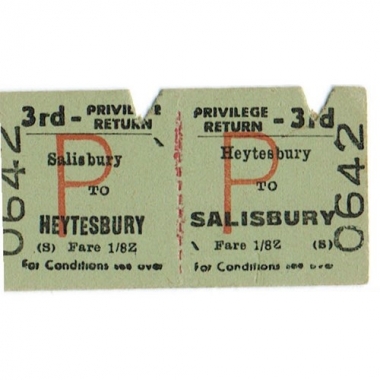 0642
3rd - PRIVILEGE
RETURN
P
Salisbury
TO
HEYTESBURY
(S) Fare 1/8Z
For Conditions see over
PRIVILEGE
RETURN - 3rd
P
Heytesbury
TO
SALISBURY
Fare 1/8Z (S)
For Conditions see over
0642